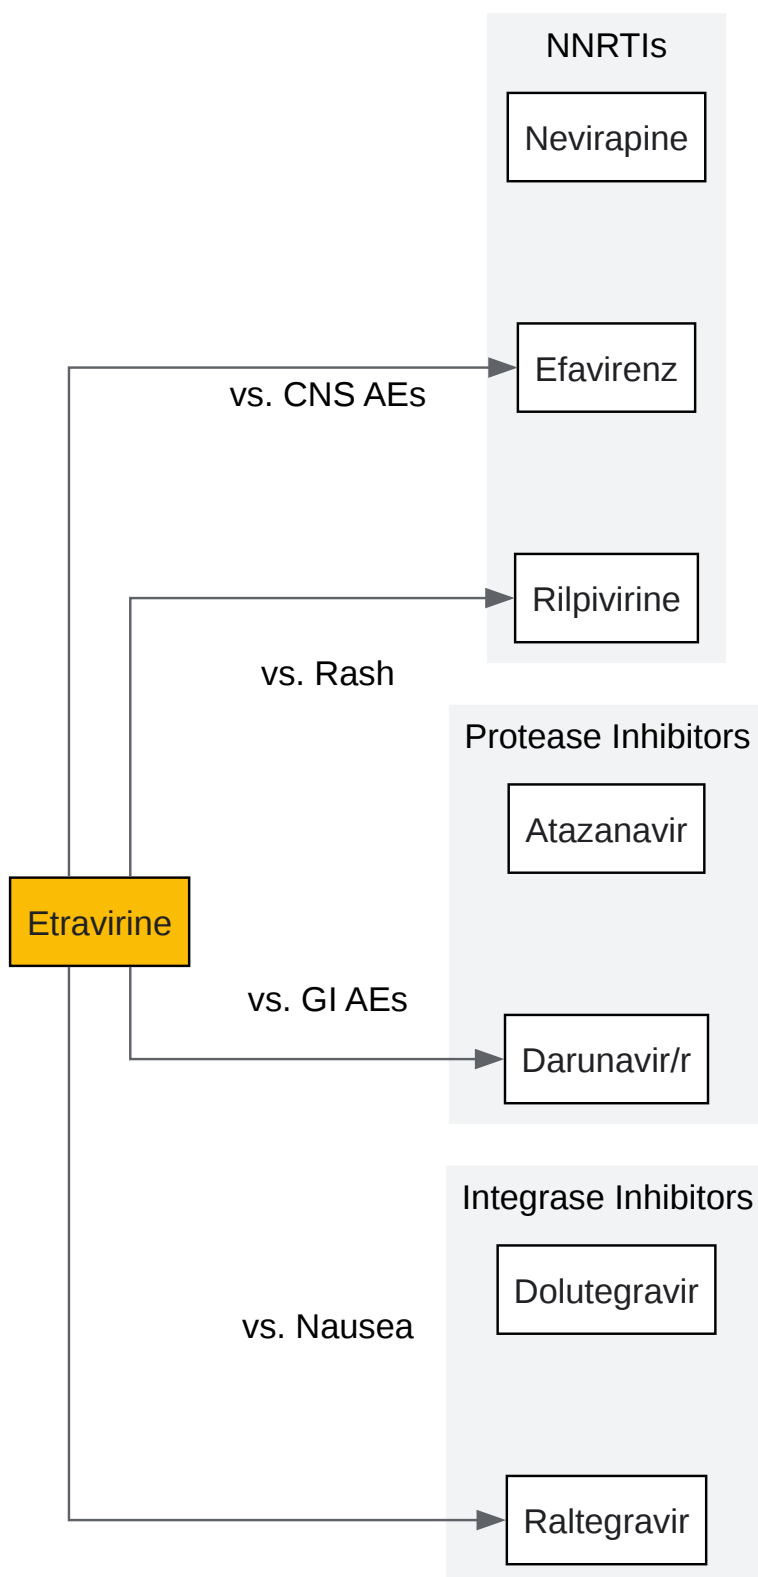 NNRTIs
Nevirapine
Efavirenz
vs. CNS AEs
Rilpivirine
vs. Rash
Protease Inhibitors
Atazanavir
Etravirine
vs. GI AEs
Darunavir/r
Integrase Inhibitors
Dolutegravir
vs. Nausea
Raltegravir